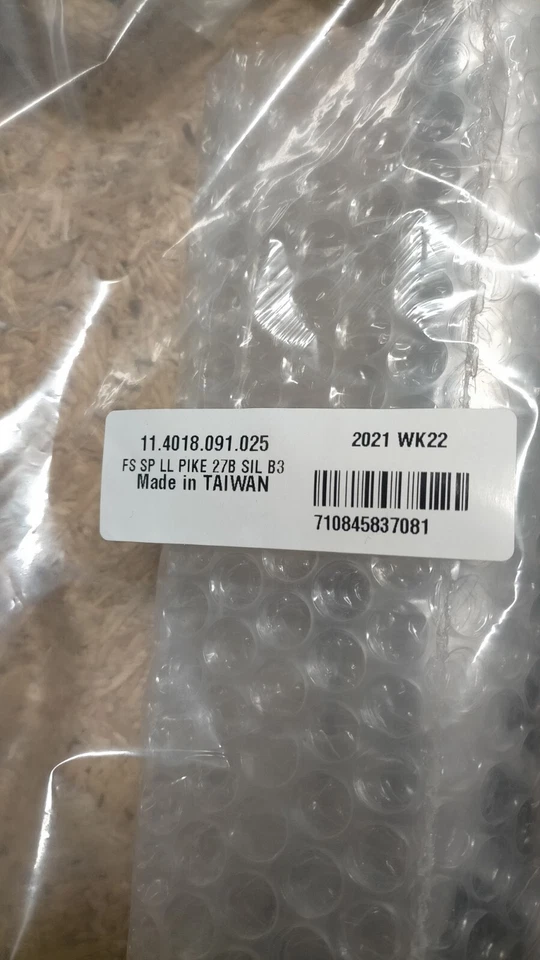 11.4018.091.025
FS SP LL PIKE 27B SIL B3
Made in TAIWAN
2021 WK22
710845837081